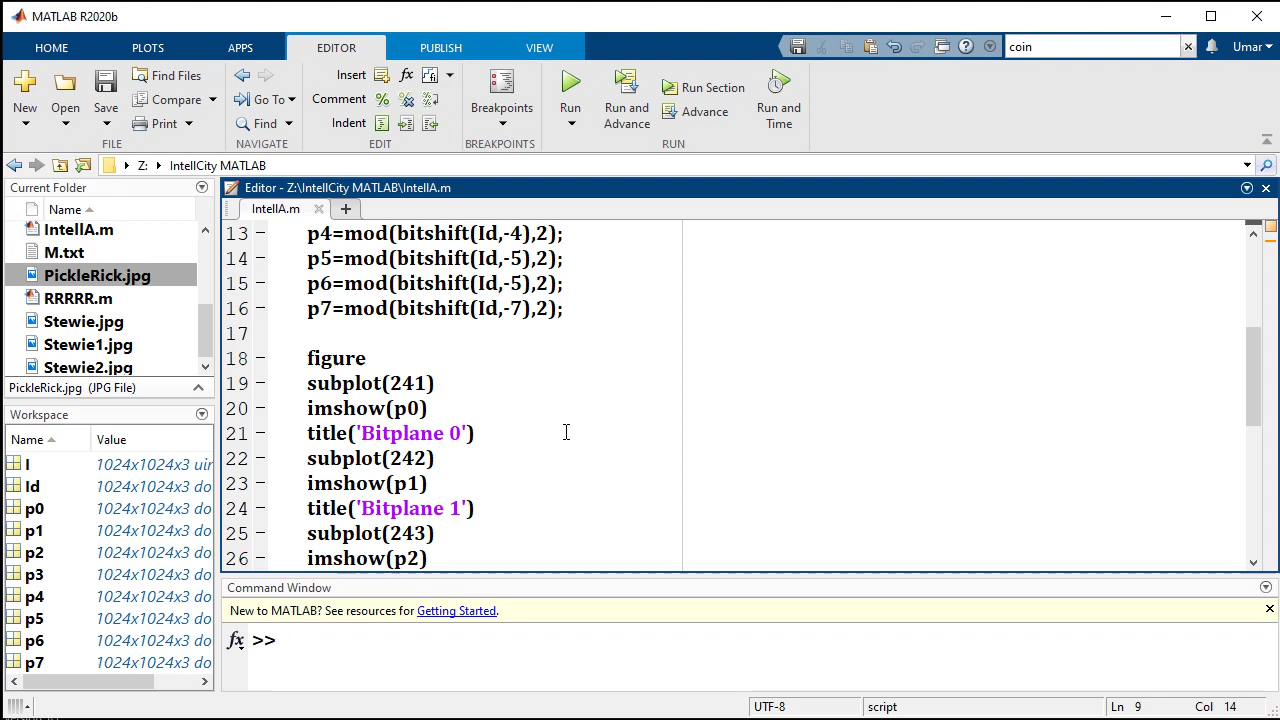 MATLAB R2020b
HOME PLOTS APPS EDITOR PUBLISH VIEW coin Umar
New Open Save Find Files Compare Print
Go To Find
Insert fx
Comment %
Indent
Breakpoints
Run Run and Advance Run Section Advance Run and Time
FILE NAVIGATE EDIT BREAKPOINTS RUN
Z: IntellCity MATLAB
Current Folder
Name
IntellA.m
M.txt
PickleRick.jpg
RRRRR.m
Stewie.jpg
Stewie1.jpg
Stewie2.jpg
PickleRick.jpg (JPG File)
Workspace
Name Value
I 1024x1024x3 uin
Id 1024x1024x3 do
p0 1024x1024x3 do
p1 1024x1024x3 do
p2 1024x1024x3 do
p3 1024x1024x3 do
p4 1024x1024x3 do
p5 1024x1024x3 do
p6 1024x1024x3 do
p7 1024x1024x3 do
Editor - Z:\IntellCity MATLAB\IntellA.m
IntellA.m
13 - p4=mod(bitshift(Id,-4),2);
14 - p5=mod(bitshift(Id,-5),2);
15 - p6=mod(bitshift(Id,-5),2);
16 - p7=mod(bitshift(Id,-7),2);
17
18 - figure
19 - subplot(241)
20 - imshow(p0)
21 - title('Bitplane 0')
22 - subplot(242)
23 - imshow(p1)
24 - title('Bitplane 1')
25 - subplot(243)
26 - imshow(p2)
Command Window
New to MATLAB? See resources for Getting Started.
fx >>
UTF-8 script Ln 9 Col 14